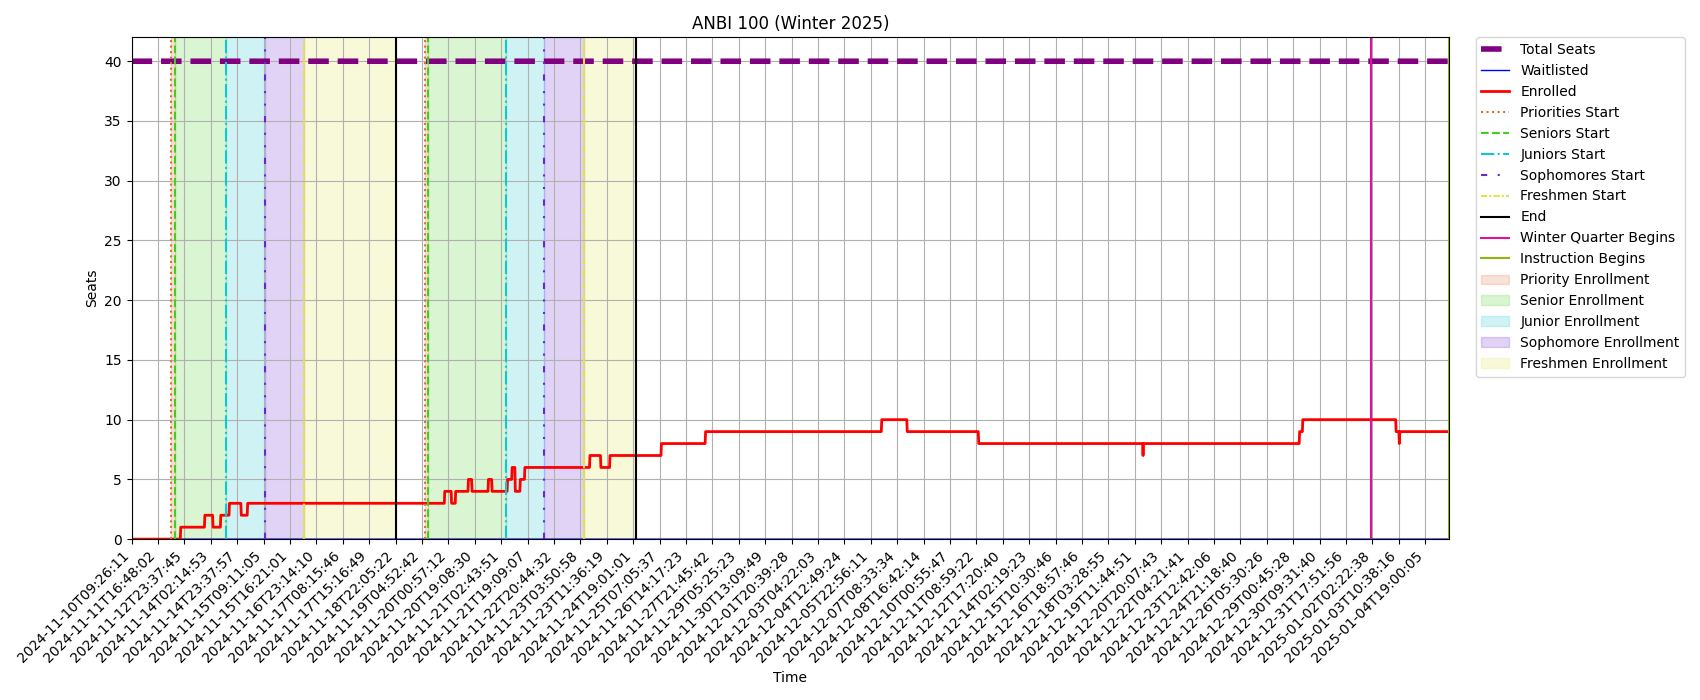 ANBI 100 (Winter 2025)
40
35
30
25
20
15
10
5
0
Seats
2024-11-10T09:26:11
2024-11-11T16:48:02
2024-11-12T23:37:45
2024-11-14T02:14:53
2024-11-14T23:37:57
2024-11-15T09:11:05
2024-11-15T16:21:01
2024-11-16T23:14:10
2024-11-17T08:15:46
2024-11-17T15:16:49
2024-11-18T22:05:22
2024-11-19T04:52:42
2024-11-20T00:57:12
2024-11-20T19:08:30
2024-11-21T02:43:51
2024-11-21T19:09:07
2024-11-22T20:44:32
2024-11-23T03:50:58
2024-11-23T11:36:19
2024-11-24T19:01:01
2024-11-25T07:05:37
2024-11-26T14:17:23
2024-11-27T21:45:42
2024-11-29T05:25:23
2024-11-30T13:09:49
2024-12-01T20:39:28
2024-12-03T04:22:03
2024-12-04T12:49:24
2024-12-05T22:56:11
2024-12-07T08:33:34
2024-12-08T16:42:14
2024-12-10T00:55:47
2024-12-11T08:59:22
2024-12-12T17:20:40
2024-12-14T02:19:23
2024-12-15T10:30:46
2024-12-16T18:57:46
2024-12-18T03:28:55
2024-12-19T11:44:51
2024-12-20T20:07:43
2024-12-22T04:21:41
2024-12-23T12:42:06
2024-12-24T21:18:40
2024-12-26T05:30:26
2024-12-29T00:45:28
2024-12-30T09:31:40
2024-12-31T17:51:56
2025-01-02T02:22:38
2025-01-03T10:38:16
2025-01-04T19:00:05
Time
Total Seats
Waitlisted
Enrolled
Priorities Start
Seniors Start
Juniors Start
Sophomores Start
Freshmen Start
End
Winter Quarter Begins
Instruction Begins
Priority Enrollment
Senior Enrollment
Junior Enrollment
Sophomore Enrollment
Freshmen Enrollment